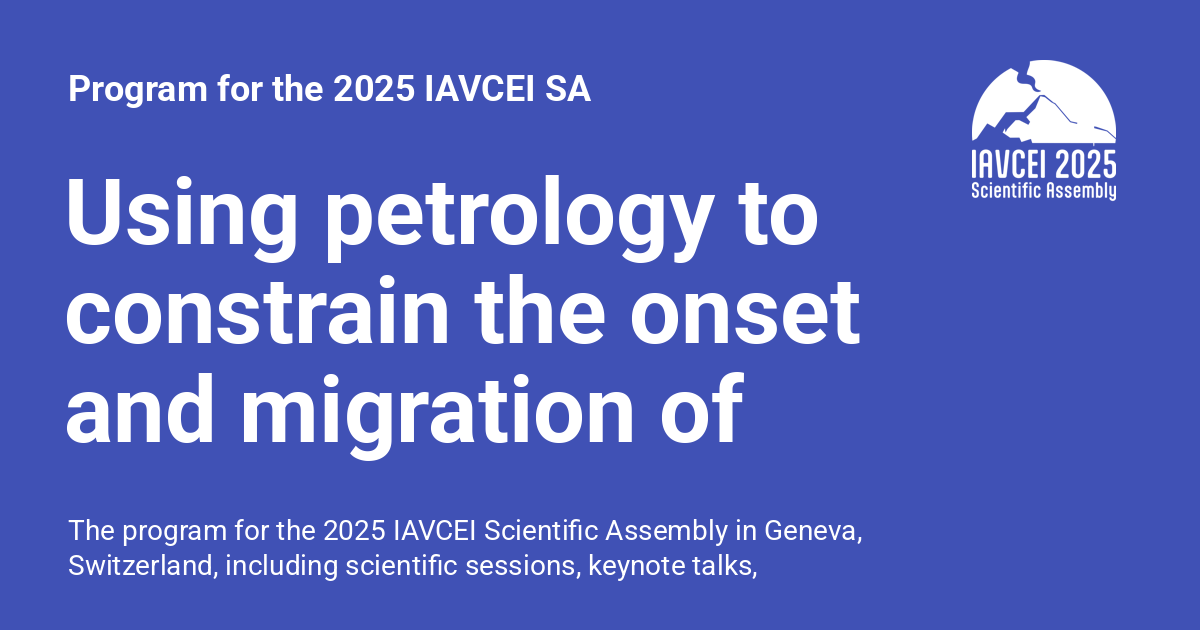 Program for the 2025 IAVCEI SA
IAVCEI 2025
Scientific Assembly
Using petrology to
constrain the onset
and migration of
The program for the 2025 IAVCEI Scientific Assembly in Geneva,
Switzerland, including scientific sessions, keynote talks,